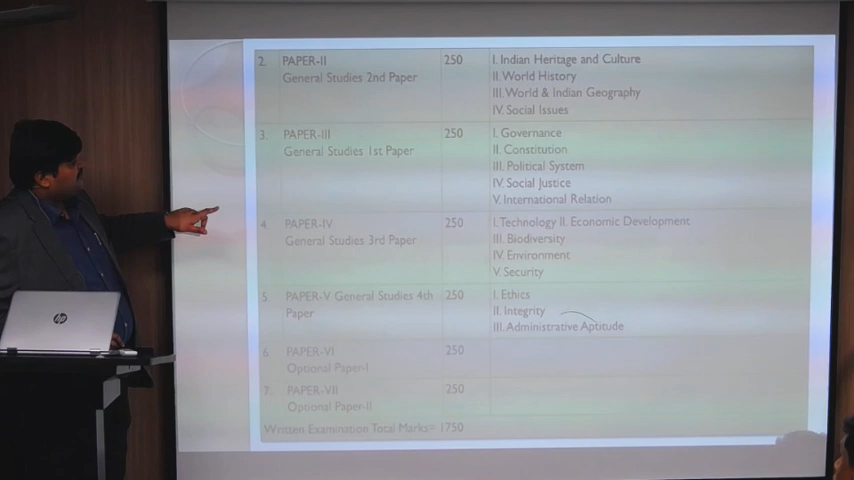 2. PAPER-II 250 I. Indian Heritage and Culture
General Studies 2nd Paper II. World History
III. World & Indian Geography
IV. Social Issues
3. PAPER-III 250 I. Governance
General Studies 1st Paper II. Constitution
III. Political System
IV. Social Justice
V. International Relation
4. PAPER-IV 250 I. Technology II. Economic Development
General Studies 3rd Paper III. Biodiversity
IV. Environment
V. Security
5. PAPER-V General Studies 4th 250 I. Ethics
Paper II. Integrity
III. Administrative Aptitude
6 PAPER-VI 250
Optional Paper-I
7. PAPER-VII 250
Optional Paper-II
Written Examination Total Marks= 1750
hp